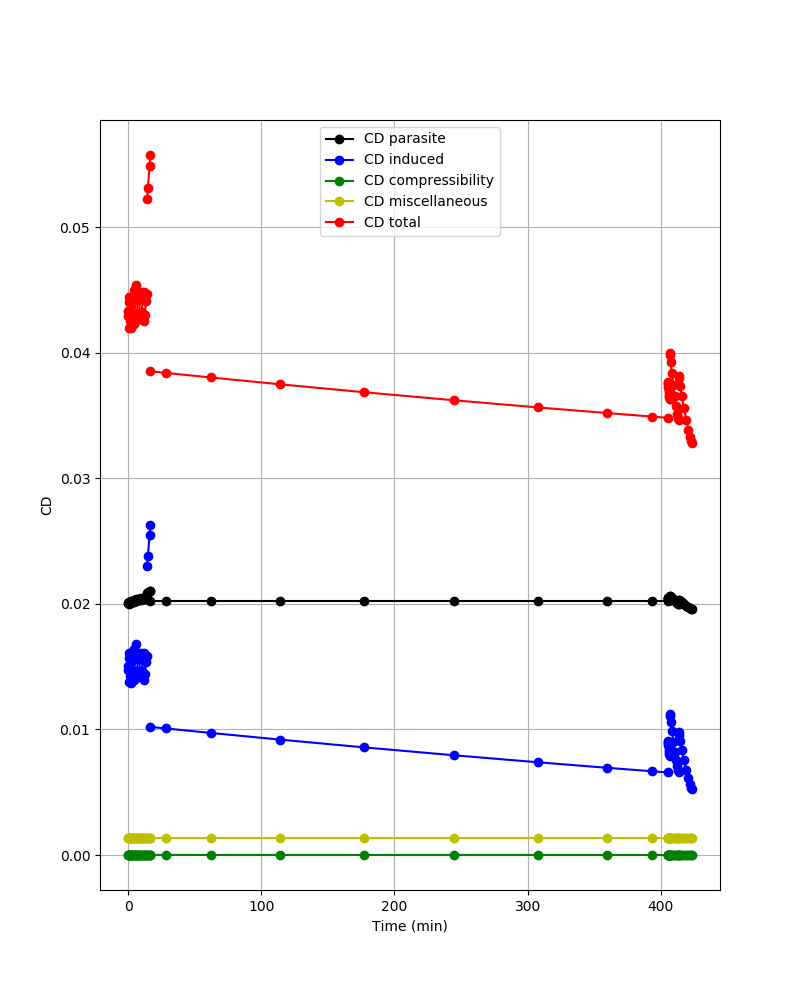 CD parasite
CD induced
CD compressibility
CD miscellaneous
CD total
0.05
0.04
0.03
0.02
0.01
0.00
CD
0 100 200 300 400
Time (min)